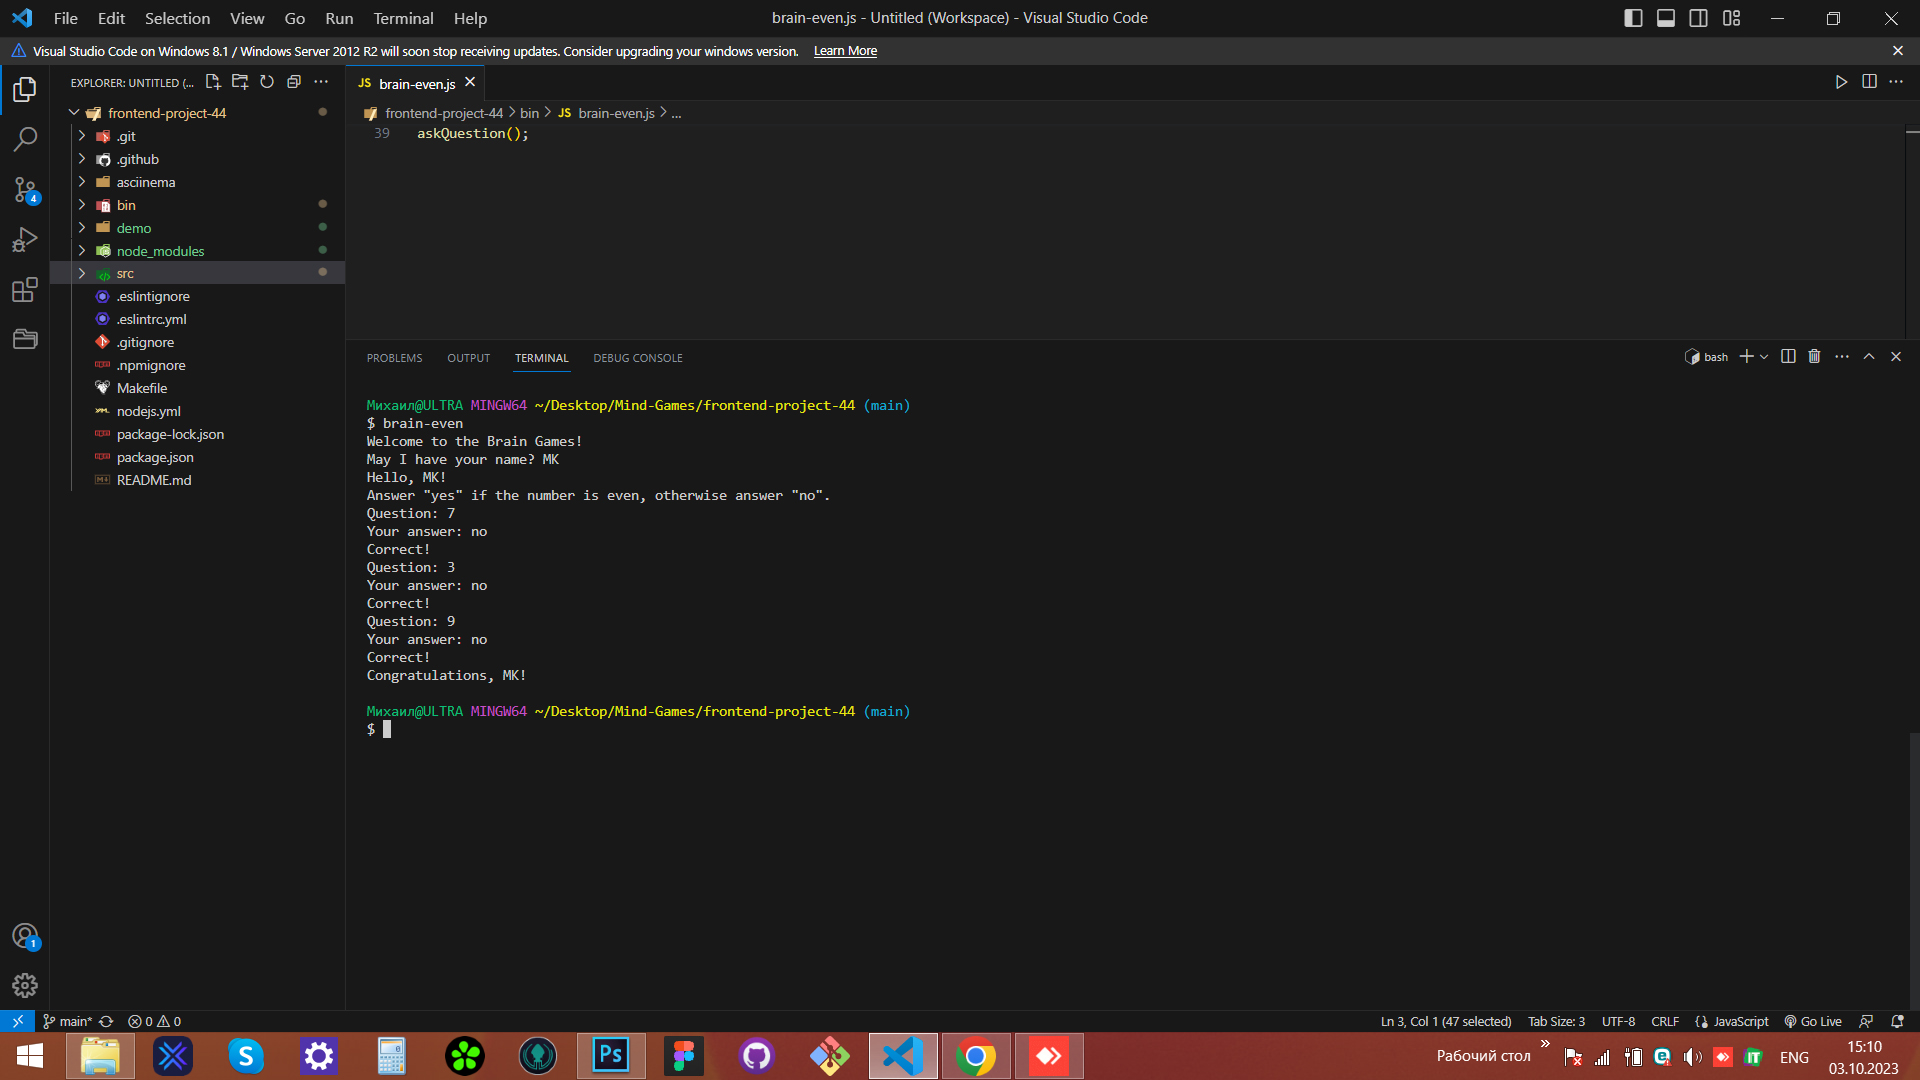 File Edit Selection View Go Run Terminal Help
brain-even.js - Untitled (Workspace) - Visual Studio Code
Visual Studio Code on Windows 8.1 / Windows Server 2012 R2 will soon stop receiving updates. Consider upgrading your windows version. Learn More
EXPLORER: UNTITLED (...
frontend-project-44
.git
.github
asciinema
bin
demo
node_modules
src
.eslintignore
.eslintrc.yml
.gitignore
.npmignore
Makefile
nodejs.yml
package-lock.json
package.json
README.md
4
1
JS brain-even.js
frontend-project-44 > bin > JS brain-even.js > ...
39 askQuestion();
PROBLEMS OUTPUT TERMINAL DEBUG CONSOLE
bash
Михаил@ULTRA MINGW64 ~/Desktop/Mind-Games/frontend-project-44 (main)
$ brain-even
Welcome to the Brain Games!
May I have your name? MK
Hello, MK!
Answer "yes" if the number is even, otherwise answer "no".
Question: 7
Your answer: no
Correct!
Question: 3
Your answer: no
Correct!
Question: 9
Your answer: no
Correct!
Congratulations, MK!
Михаил@ULTRA MINGW64 ~/Desktop/Mind-Games/frontend-project-44 (main)
$
main* 0 0
Ln 3, Col 1 (47 selected) Tab Size: 3 UTF-8 CRLF {} JavaScript Go Live
Ps
Рабочий стол » ENG
15:10
03.10.2023